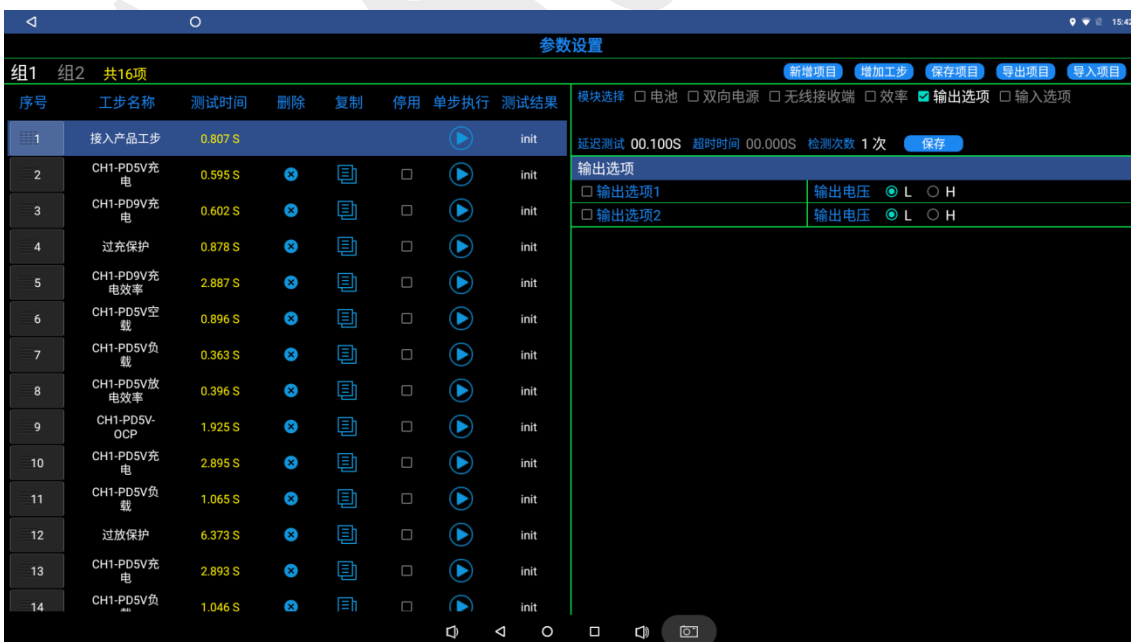 15:42
参数设置
组1 组2 共16项 新增项目 增加工步 保存项目 导出项目 导入项目
序号 工步名称 测试时间 删除 复制 停用 单步执行 测试结果
模块选择 电池 双向电源 无线接收端 效率 输出选项 输入选项
延迟测试 00.100S 超时时间 00.000S 检测次数 1 次 保存
输出选项
输出选项1 输出电压 L H
输出选项2 输出电压 L H
1 接入产品工步 0.807 S init
2 CH1-PD5V充电 0.595 S init
3 CH1-PD9V充电 0.602 S init
4 过充保护 0.878 S init
5 CH1-PD9V充电效率 2.887 S init
6 CH1-PD5V空载 0.896 S init
7 CH1-PD5V负载 0.363 S init
8 CH1-PD5V放电效率 0.396 S init
9 CH1-PD5V-OCP 1.925 S init
10 CH1-PD5V充电 2.895 S init
11 CH1-PD5V负载 1.065 S init
12 过放保护 6.373 S init
13 CH1-PD5V充电 2.893 S init
14 CH1-PD5V负 1.046 S init